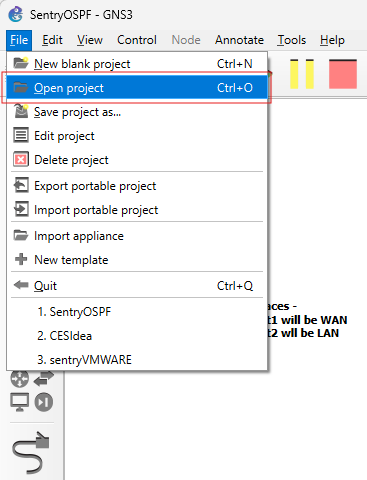 SentryOSPF - GNS3
File Edit View Control Node Annotate Tools Help
New blank project Ctrl+N
Open project Ctrl+O
Save project as...
Edit project
Delete project
Export portable project
Import portable project
Import appliance
New template
Quit Ctrl+Q
1. SentryOSPF
2. CESIdea
3. sentryVMWARE
aces -
t1 will be WAN
t2 wll be LAN